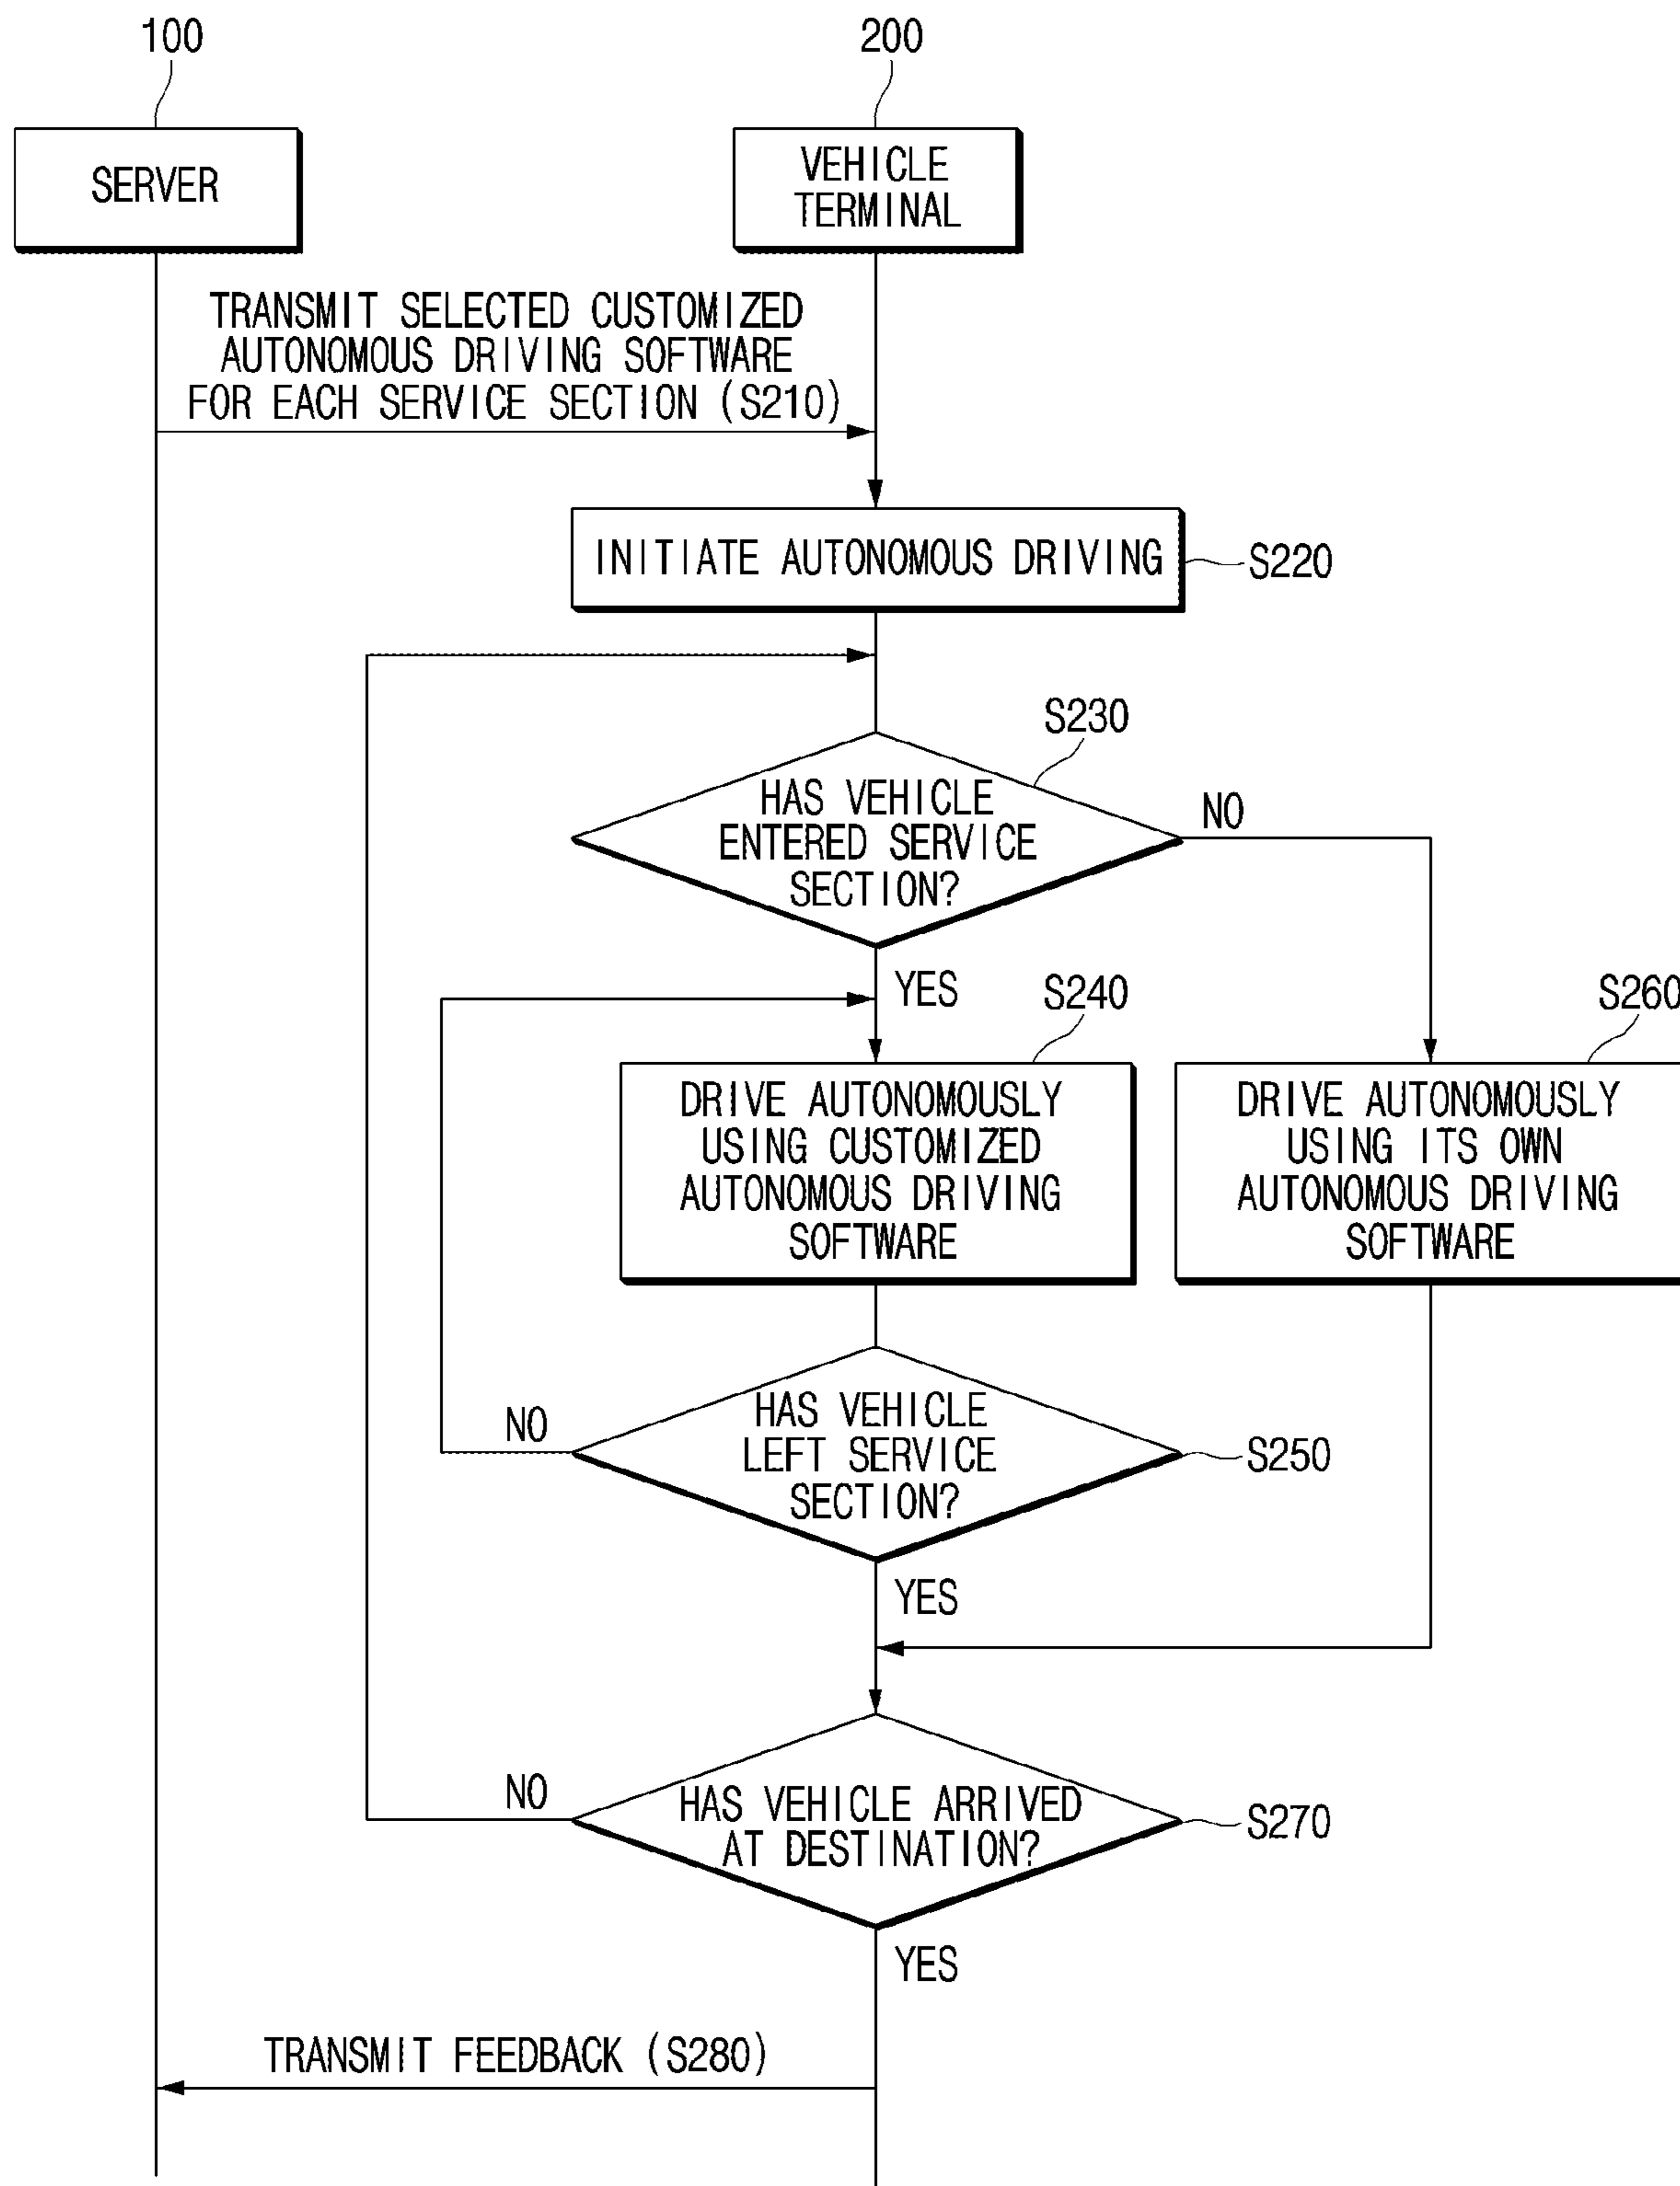 100
200
SERVER
VEHICLE
TERMINAL
TRANSMIT SELECTED CUSTOMIZED
AUTONOMOUS DRIVING SOFTWARE
FOR EACH SERVICE SECTION (S210)
INITIATE AUTONOMOUS DRIVING
S220
S230
HAS VEHICLE
ENTERED SERVICE
SECTION?
NO
YES
S240
S260
DRIVE AUTONOMOUSLY
USING CUSTOMIZED
AUTONOMOUS DRIVING
SOFTWARE
DRIVE AUTONOMOUSLY
USING ITS OWN
AUTONOMOUS DRIVING
SOFTWARE
HAS VEHICLE
LEFT SERVICE
SECTION?
NO
S250
YES
HAS VEHICLE ARRIVED
AT DESTINATION?
NO
S270
YES
TRANSMIT FEEDBACK (S280)